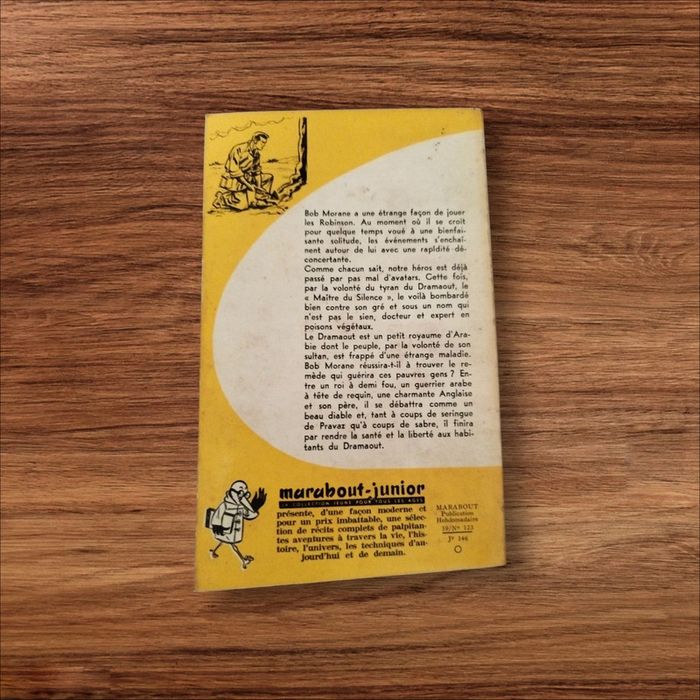 Bob Morane a une étrange façon de jouer
les Robinson. Au moment où il se croit
pour quelque temps voué à une bienfai-
sante solitude, les événements s'enchaî-
nent autour de lui avec une rapidité dé-
concertante.
Comme chacun sait, notre héros est déjà
passé par pas mal d'avatars. Cette fois,
par la volonté du tyran du Dramaout, le
« Maître du Silence », le voilà bombardé
bien contre son gré et sous un nom qui
n'est pas le sien, docteur et expert en
poisons végétaux.
Le Dramaout est un petit royaume d'Ara-
bie dont le peuple, par la volonté de son
sultan, est frappé d'une étrange maladie.
Bob Morane réussira-t-il à trouver le re-
mède qui guérira ces pauvres gens ? En-
tre un roi à demi fou, un guerrier arabe
à tête de requin, une charmante Anglaise
et son père, il se débattra comme un
beau diable et, tant à coups de seringue
de Pravaz qu'à coups de sabre, il finira
par rendre la santé et la liberté aux habi-
tants du Dramaout.
marabout-junior
LA COLLECTION JEUNE POUR TOUS LES AGES
présente, d'une façon moderne et
pour un prix imbattable, une sélec-
tion de récits complets de palpitan-
tes aventures à travers la vie, l'his-
toire, l'univers, les techniques d'au-
jourd'hui et de demain.
MARABOUT
Publication
Hebdomadaire
59/No 123
Jr 146